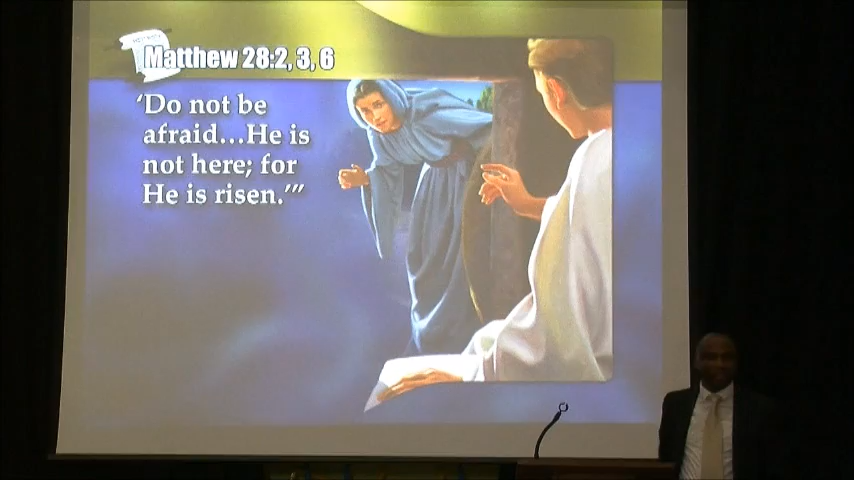 Matthew 28:2, 3, 6
‘Do not be
afraid...He is
not here; for
He is risen.’”